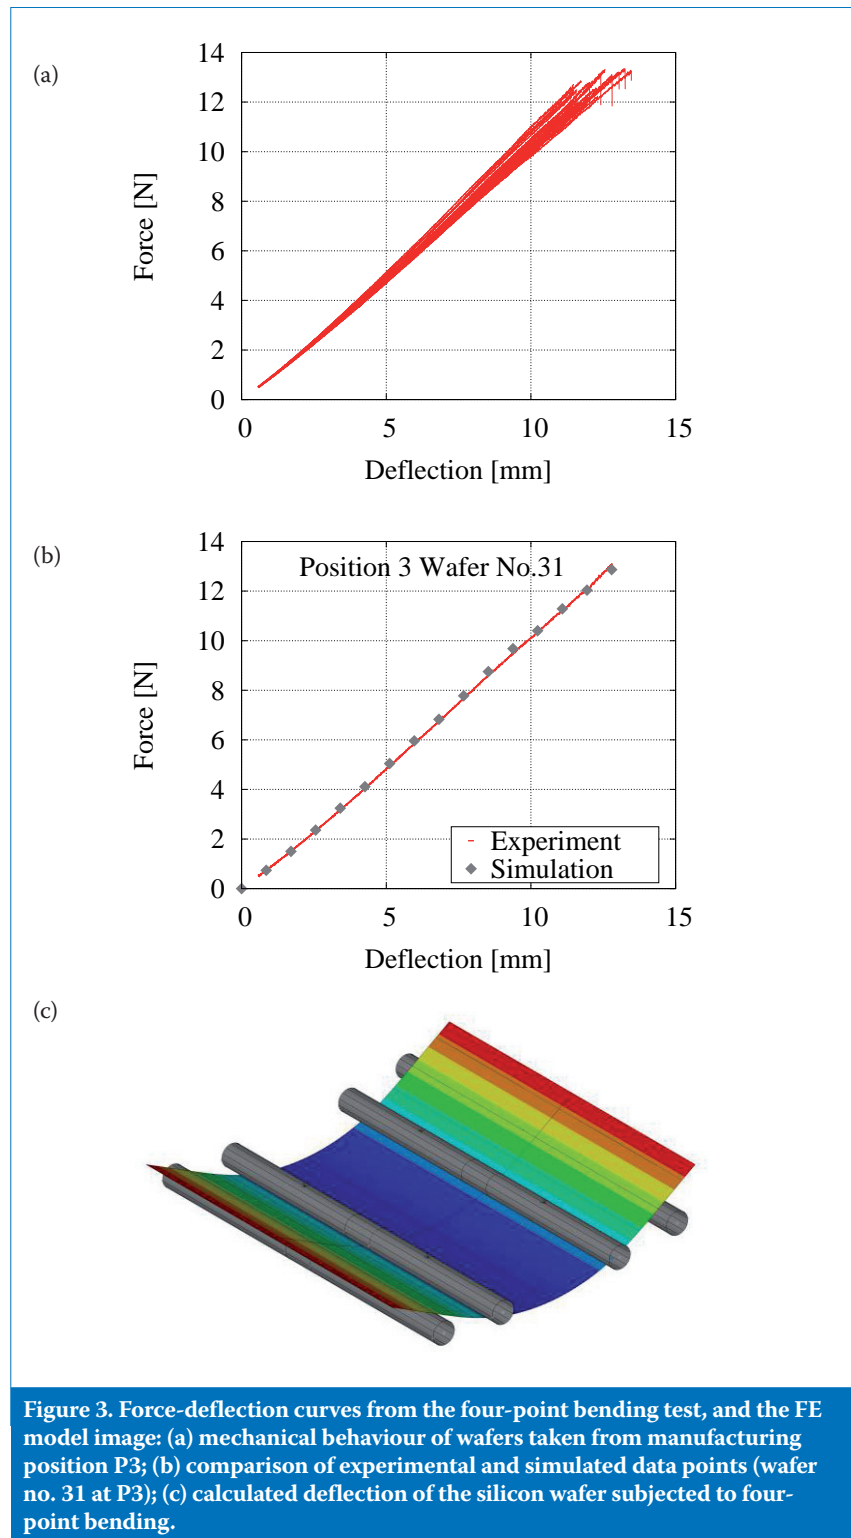 (a)
14
12
10
8
6
4
2
0
Force [N]
0 5 10 15
Deflection [mm]
(b)
14
12
10
8
6
4
2
0
Force [N]
Position 3 Wafer No.31
Experiment
Simulation
0 5 10 15
Deflection [mm]
(c)
Figure 3. Force-deflection curves from the four-point bending test, and the FE
model image: (a) mechanical behaviour of wafers taken from manufacturing
position P3; (b) comparison of experimental and simulated data points (wafer
no. 31 at P3); (c) calculated deflection of the silicon wafer subjected to four-
point bending.